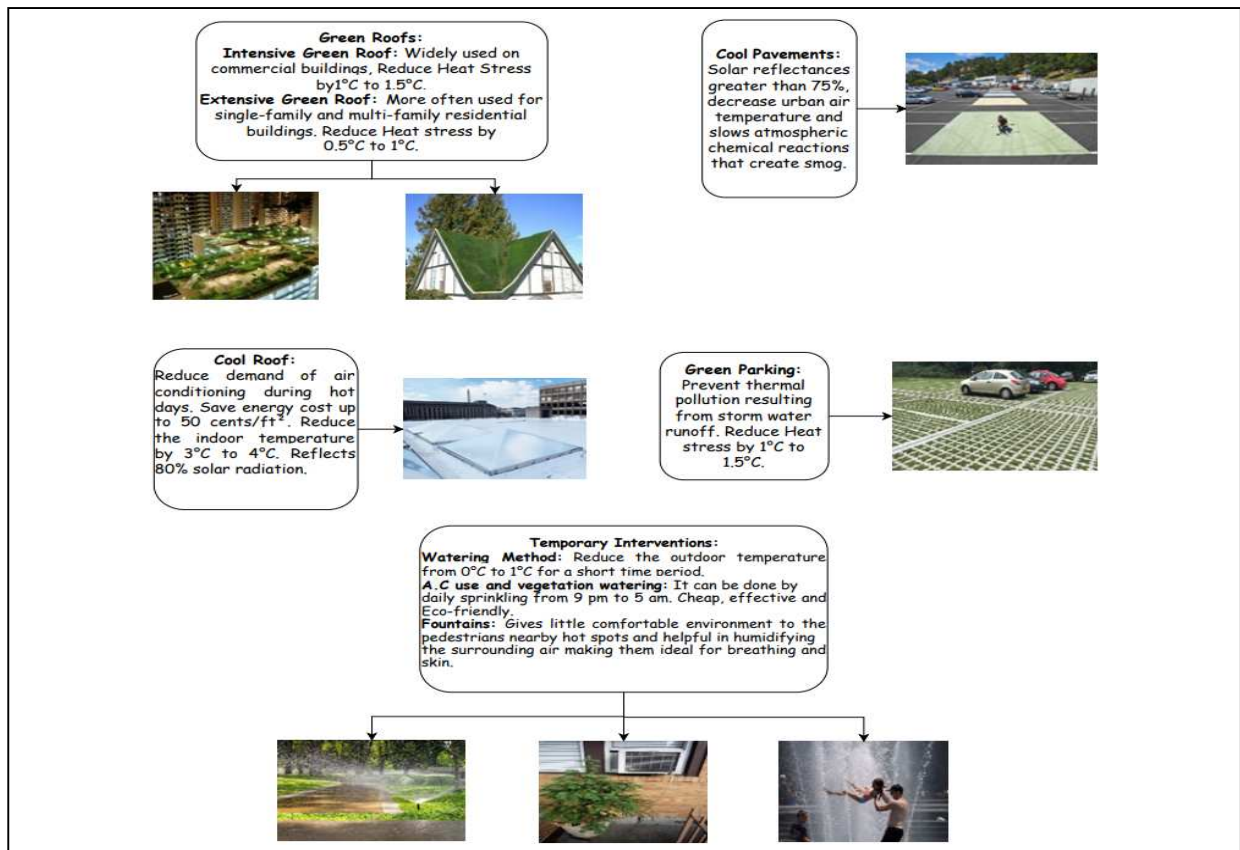 Green Roofs:
Intensive Green Roof: Widely used on
commercial buildings, Reduce Heat Stress
by1°C to 1.5°C.
Extensive Green Roof: More often used for
single-family and multi-family residential
buildings. Reduce Heat stress by
0.5°C to 1°C.
Cool Pavements:
Solar reflectances
greater than 75%,
decrease urban air
temperature and
slows atmospheric
chemical reactions
that create smog.
Cool Roof:
Reduce demand of air
conditioning during hot
days. Save energy cost up
to 50 cents/ft². Reduce
the indoor temperature
by 3°C to 4°C. Reflects
80% solar radiation.
Green Parking:
Prevent thermal
pollution resulting
from storm water
runoff. Reduce Heat
stress by 1°C to
1.5°C.
Temporary Interventions:
Watering Method: Reduce the outdoor temperature
from 0°C to 1°C for a short time period.
A.C use and vegetation watering: It can be done by
daily sprinkling from 9 pm to 5 am. Cheap, effective and
Eco-friendly.
Fountains: Gives little comfortable environment to the
pedestrians nearby hot spots and helpful in humidifying
the surrounding air making them ideal for breathing and
skin.